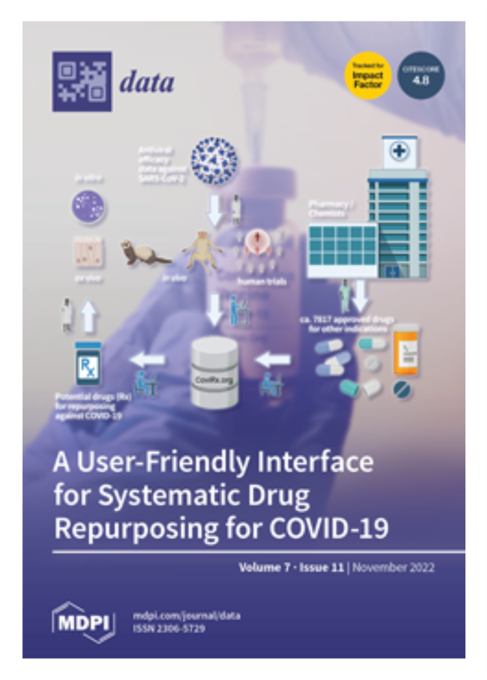 data
Tracked for
Impact
Factor
CITESCORE
4.8
Antiviral
efficacy
data against
SARS-CoV-2
in vitro
Pharmacy /
Chemists
ex vivo
in vivo
human trials
ca. 7817 approved drugs
for other indications
Rx
CoviRx.org
Potential drugs (Rx)
for repurposing
against COVID-19
A User-Friendly Interface
for Systematic Drug
Repurposing for COVID-19
Volume 7 · Issue 11 | November 2022
MDPI
mdpi.com/journal/data
ISSN 2306-5729